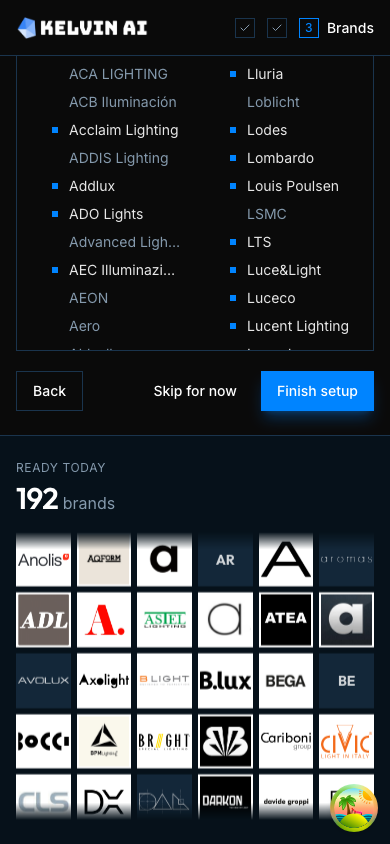 KELVIN AI
3 Brands
ACA LIGHTING
ACB Iluminación
Acclaim Lighting
ADDIS Lighting
Addlux
ADO Lights
Advanced Ligh...
AEC Illuminazi...
AEON
Aero
Lluria
Loblicht
Lodes
Lombardo
Louis Poulsen
LSMC
LTS
Luce&Light
Luceco
Lucent Lighting
Back
Skip for now
Finish setup
READY TODAY
192 brands
Anolis
AQFORM
a
AR
A
aromas
ADL
A.
ASTEL
LIGHTING
a
ATEA
a
AVOLUX
Axolight
B LIGHT
B.lux
BEGA
BE
BOCCI
BPM Lighting
BRIGHT
SPECIAL LIGHTING
Cariboni
group
CIVIC
LIGHT IN ITALY
CLS
DX
DARKON
davide groppi